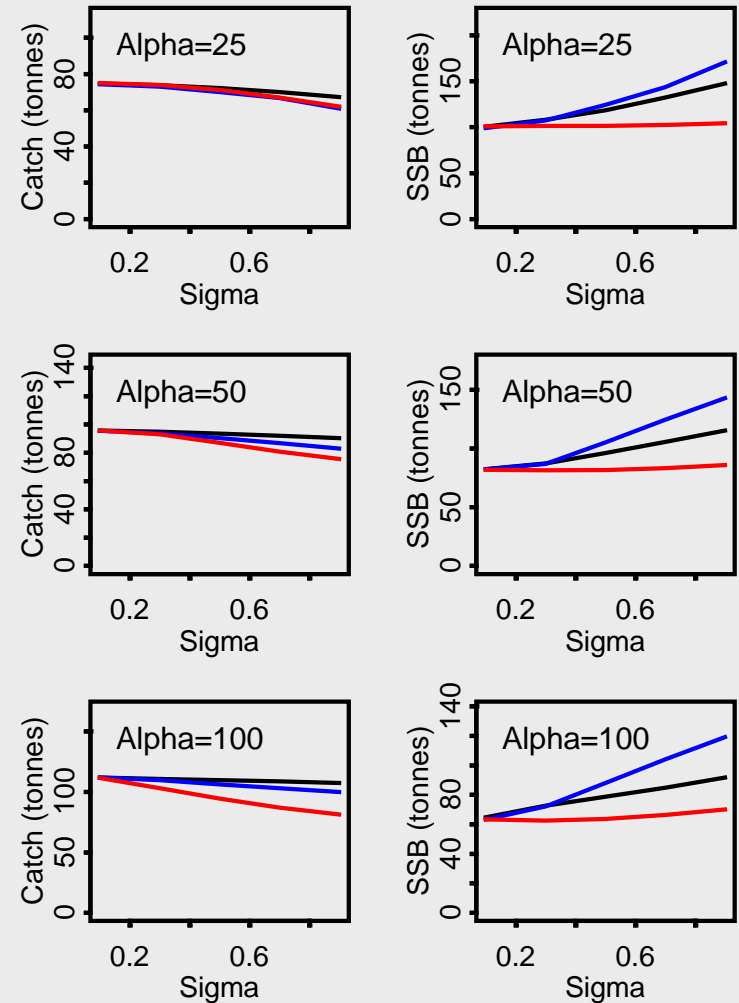 Alpha=25
Catch (tonnes)
0 40 80
0.2 0.6
Sigma
Alpha=25
SSB (tonnes)
0 50 150
0.2 0.6
Sigma
Alpha=50
Catch (tonnes)
0 40 80 140
0.2 0.6
Sigma
Alpha=50
SSB (tonnes)
0 50 150
0.2 0.6
Sigma
Alpha=100
Catch (tonnes)
0 50 100
0.2 0.6
Sigma
Alpha=100
SSB (tonnes)
0 40 80 140
0.2 0.6
Sigma